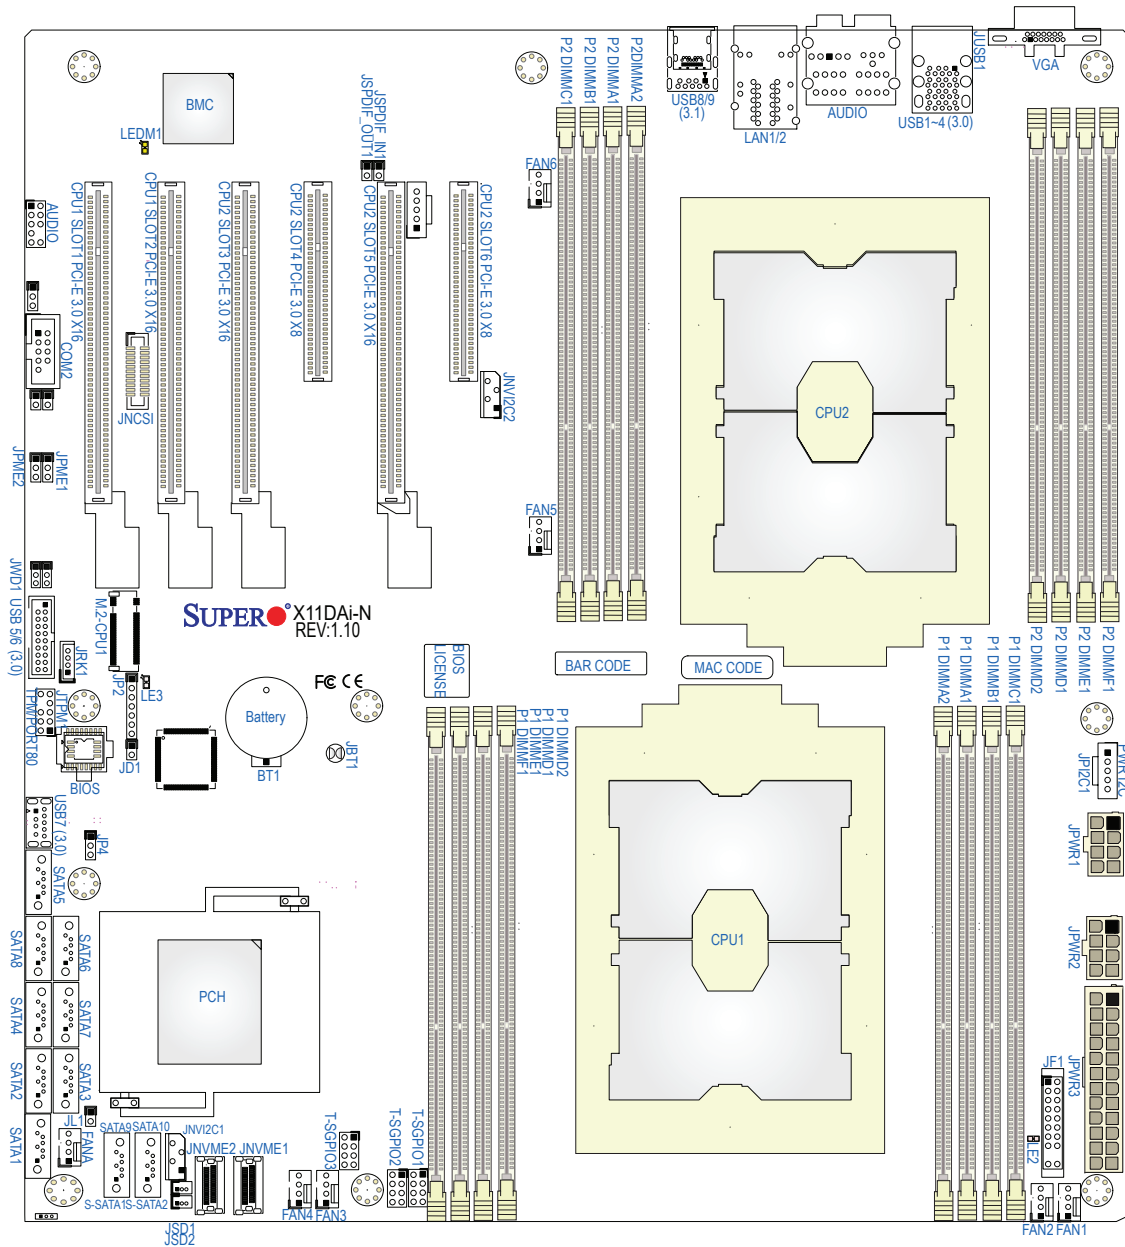 P2 DIMMC1
P2 DIMMB1
P2 DIMMA1
P2DIMMA2
USB8/9
(3.1)
LAN1/2
AUDIO
USB1~4 (3.0)
JUSB1
VGA
BMC
LEDM1
JSPDIF_OUT1
JSPDIF_IN1
FAN6
AUDIO
CPU1 SLOT1 PCI-E 3.0 X16
CPU1 SLOT2 PCI-E 3.0 X16
CPU2 SLOT3 PCI-E 3.0 X16
CPU2 SLOT4 PCI-E 3.0 X8
CPU2 SLOT5 PCI-E 3.0 X16
CPU2 SLOT6 PCI-E 3.0 X8
COM2
JNCSI
JNVI2C2
CPU2
JPME2
JPME1
FAN5
JWD1
USB 5/6 (3.0)
M.2-CPU1
JRK1
SUPER
X11DAi-N
REV:1.10
BIOS
LICENSE
BAR CODE
MAC CODE
P1 DIMMA2
P1 DIMMA1
P1 DIMMB1
P1 DIMMC1
P2 DIMMD2
P2 DIMMD1
P2 DIMME1
P2 DIMMF1
JP2
LE3
FC CE
JTPM1
TPM/PORT80
Battery
BT1
JBT1
JD1
BIOS
P1 DIMMF1
P1 DIMME1
P1 DIMMD1
P1 DIMMD2
PWR I2C
JPI2C1
JPWR1
USB7 (3.0)
JP4
SATA5
SATA8
SATA6
CPU1
JPWR2
SATA4
SATA7
PCH
SATA2
SATA3
JF1
JPWR3
JL1
FANA
SATA1
SATA9
SATA10
S-SATA1
S-SATA2
JNVI2C1
JNVME2
JNVME1
T-SGPIO3
T-SGPIO2
T-SGPIO1
LE2
FAN4
FAN3
FAN2
FAN1
JSD1
JSD2